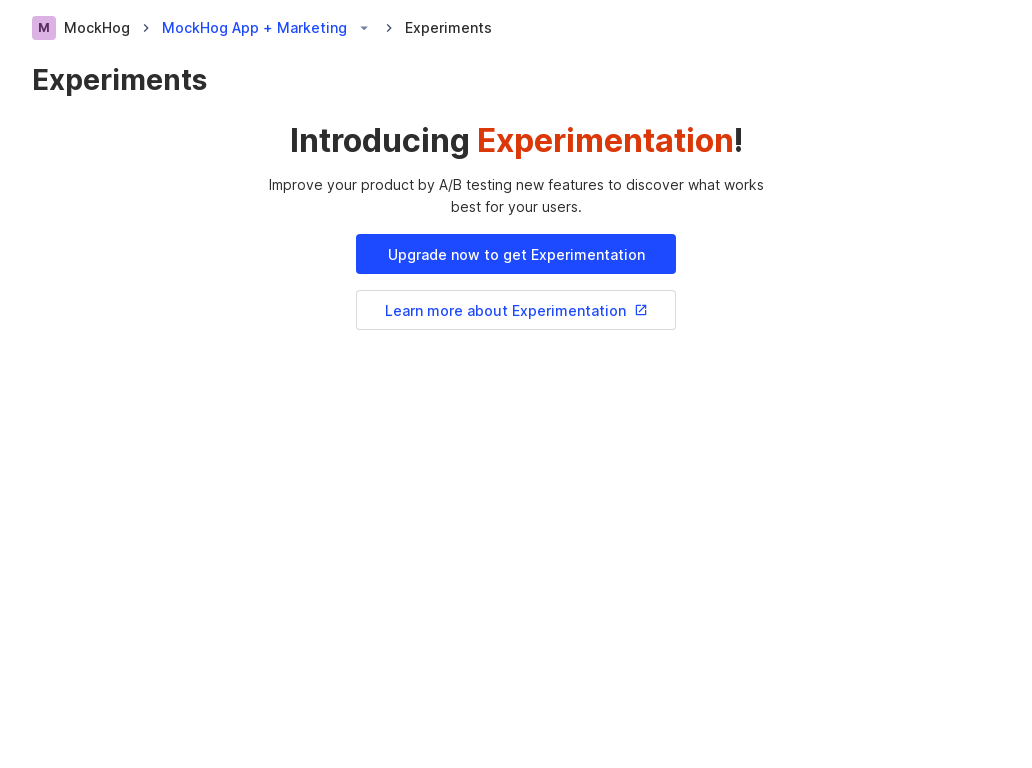 M MockHog MockHog App + Marketing Experiments
Experiments
Introducing Experimentation!
Improve your product by A/B testing new features to discover what works
best for your users.
Upgrade now to get Experimentation
Learn more about Experimentation